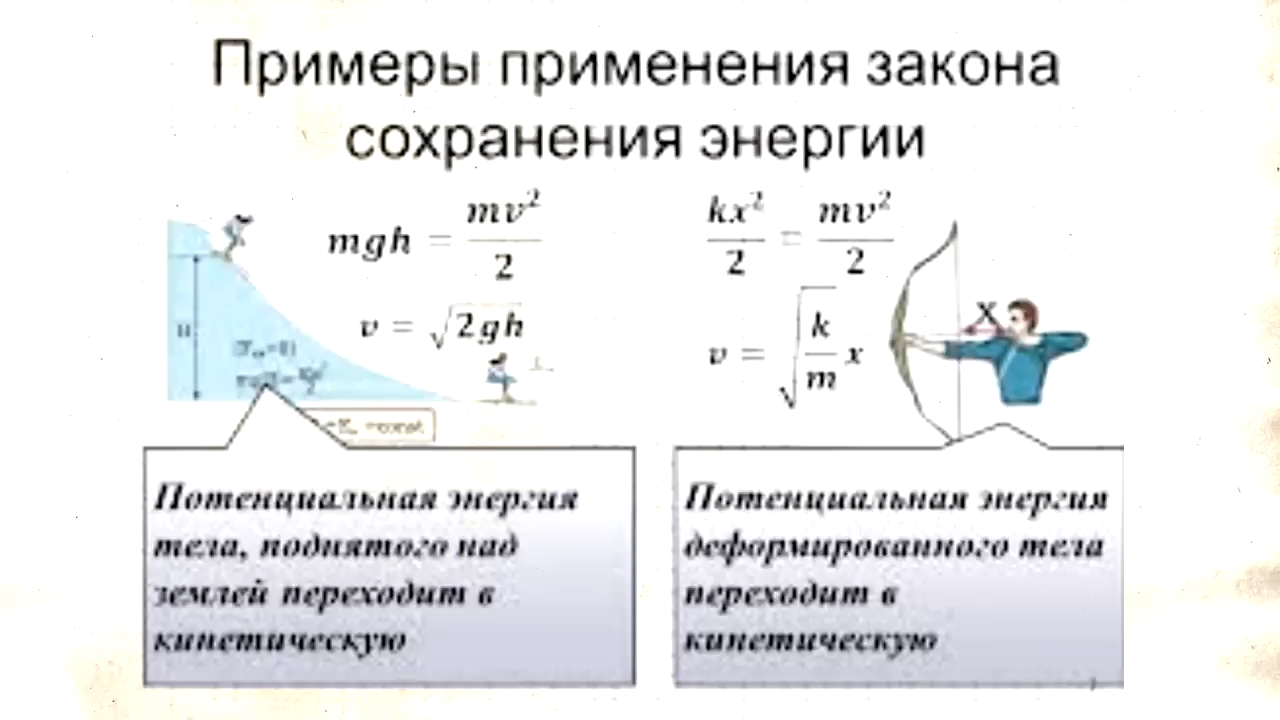 Примеры применения закона
сохранения энергии
mgh = mv²/2
v = √2gh
kx²/2 = mv²/2
v = √k/m x
H
X
= const
Потенциальная энергия
тела, поднятого над
землей переходит в
кинетическую
Потенциальная энергия
деформированного тела
переходит в
кинетическую